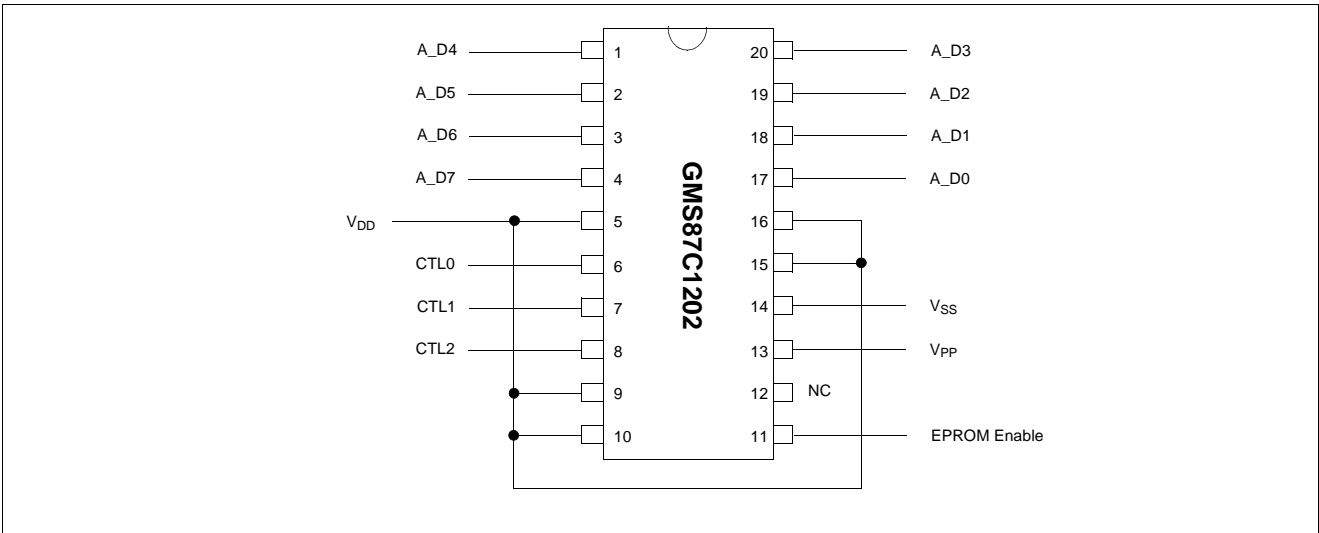 A_D4 1 20 A_D3
A_D5 2 19 A_D2
A_D6 3 18 A_D1
A_D7 4 17 A_D0
VDD 5 16
CTL0 6 15
CTL1 7 14 VSS
CTL2 8 13 VPP
9 12 NC
10 11 EPROM Enable
GMS87C1202